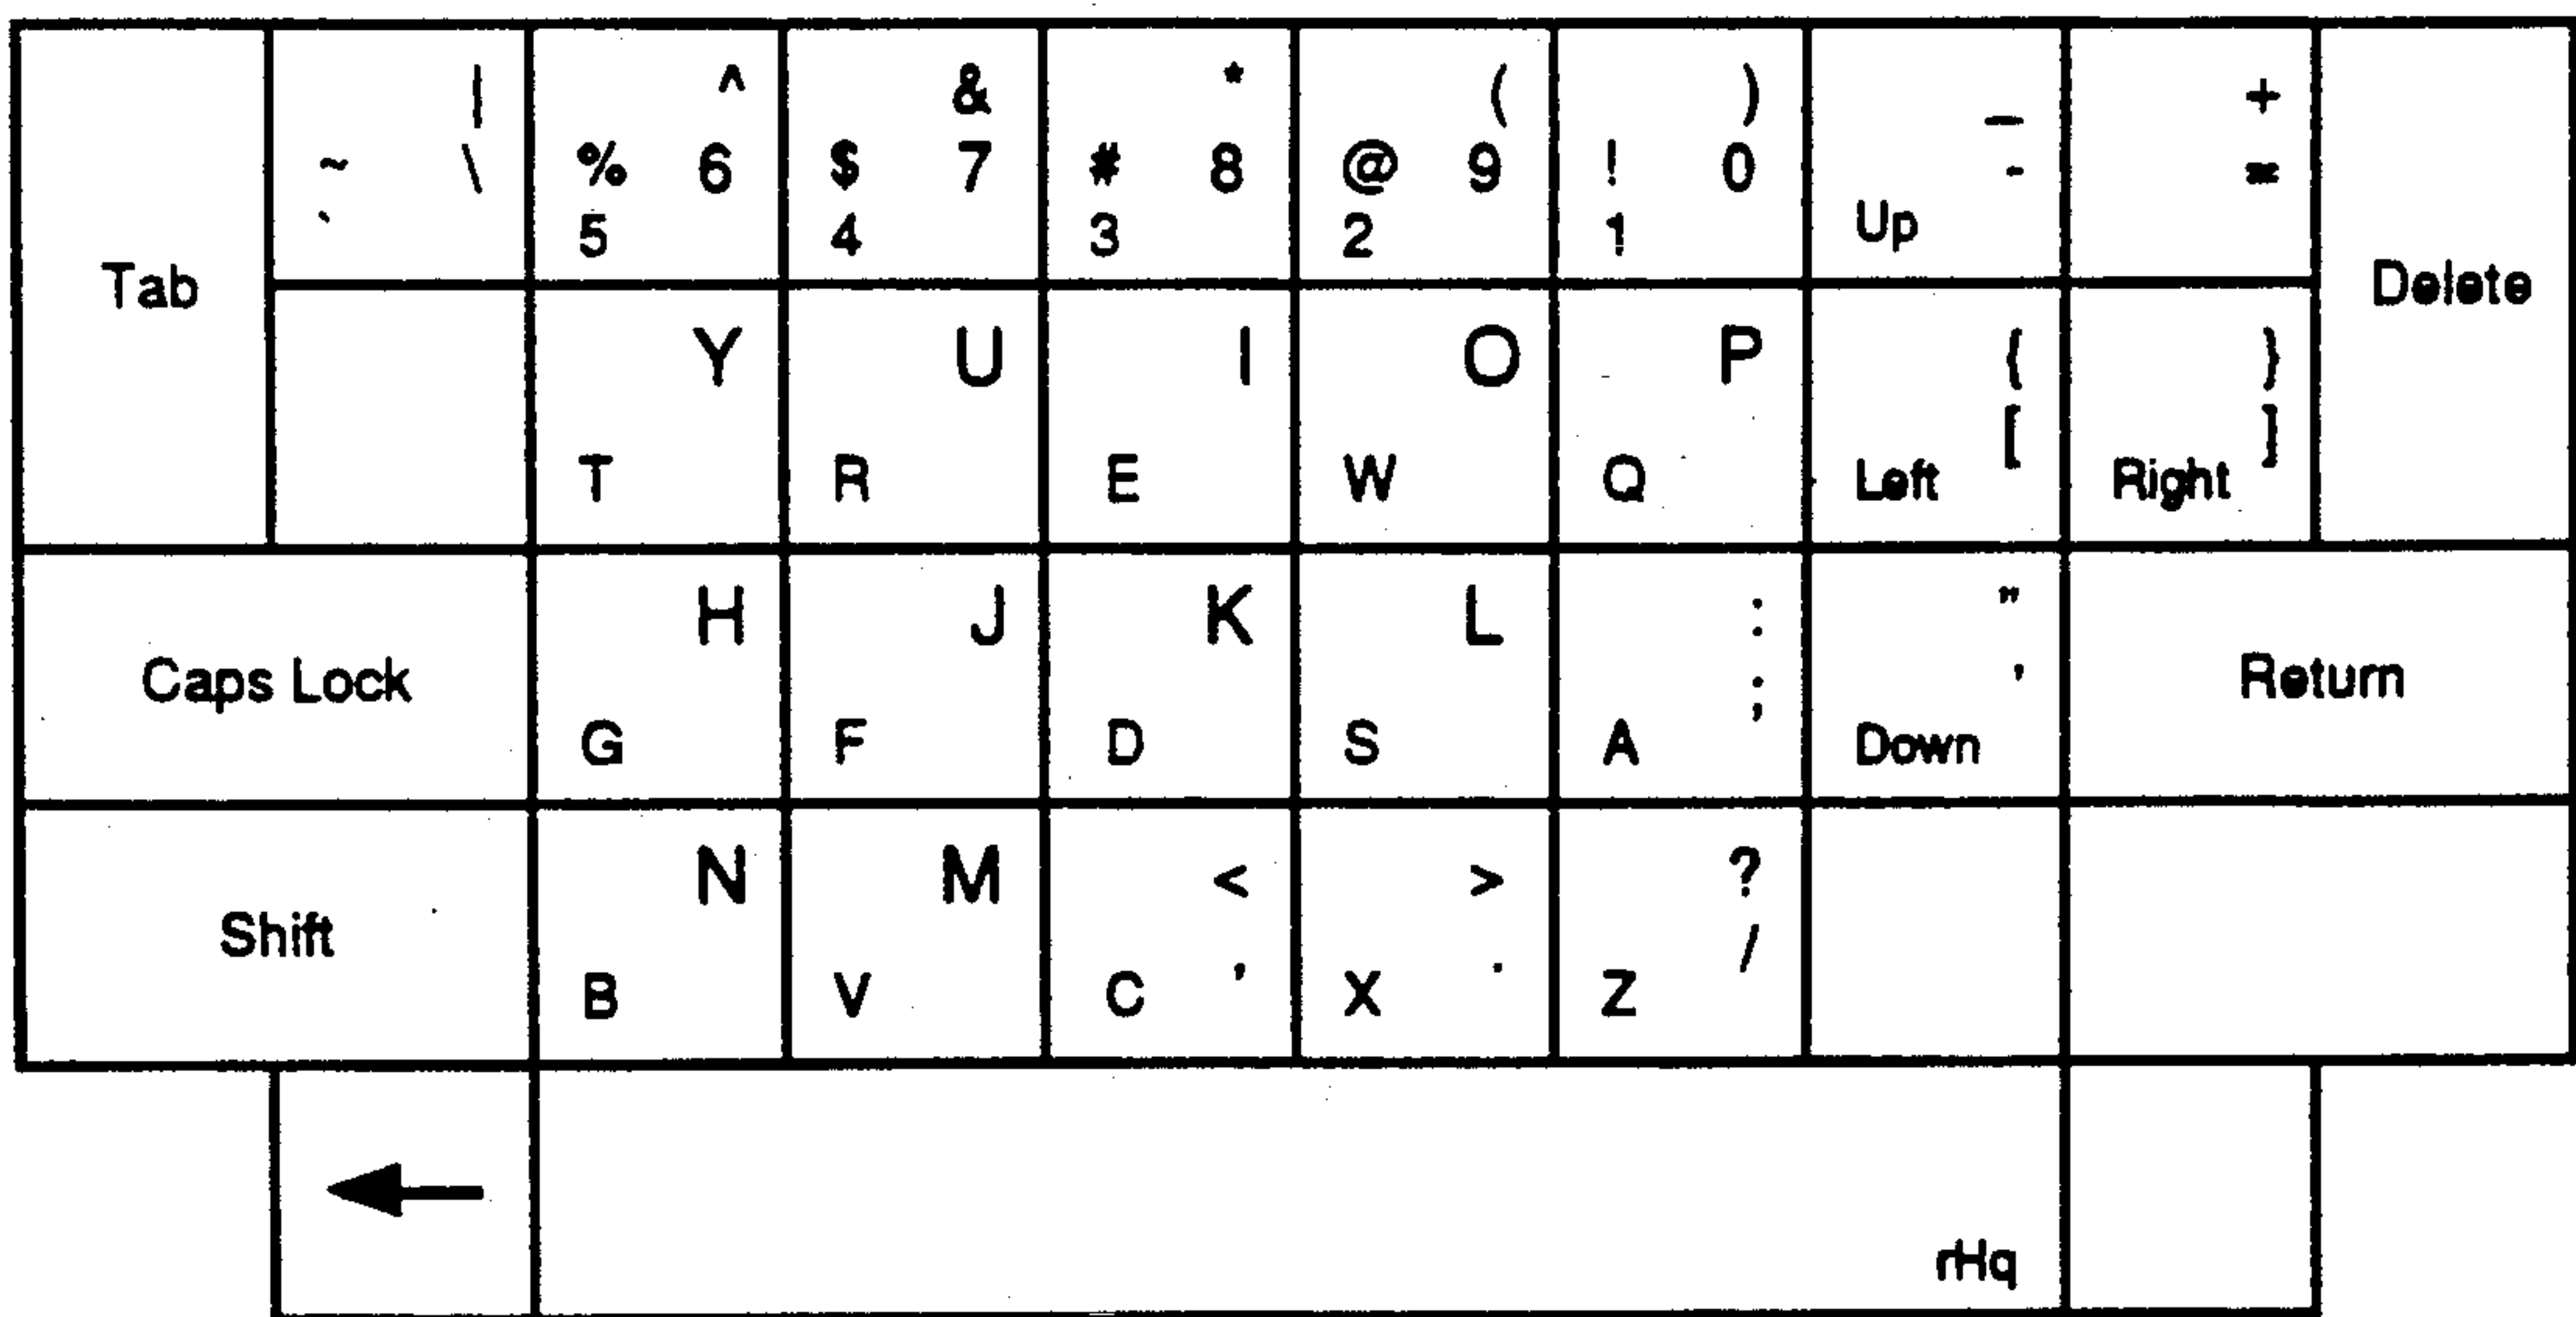 | ^ & * ( ) _ +
~ \ % 6 $ 7 # 8 @ 9 ! 0 - =
` 5 4 3 2 1 Up
Tab Delete
Y U I O P { }
T R E W Q Left [ Right ]
H J K L : "
Caps Lock ; ' Return
G F D S A Down
N M < > ?
Shift , . /
B V C X Z
rHq